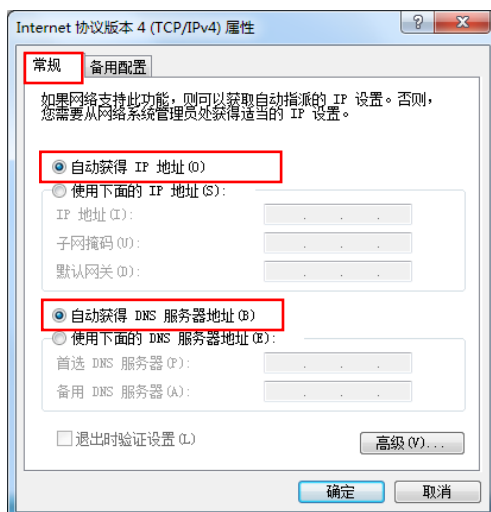 Internet 协议版本 4 (TCP/IPv4) 属性
常规
备用配置
如果网络支持此功能，则可以获取自动指派的 IP 设置。否则，
您需要从网络系统管理员处获得适当的 IP 设置。
自动获得 IP 地址(O)
使用下面的 IP 地址(S):
IP 地址(I):
子网掩码(U):
默认网关(D):
自动获得 DNS 服务器地址(B)
使用下面的 DNS 服务器地址(E):
首选 DNS 服务器(P):
备用 DNS 服务器(A):
退出时验证设置(L)
高级(V)...
确定
取消